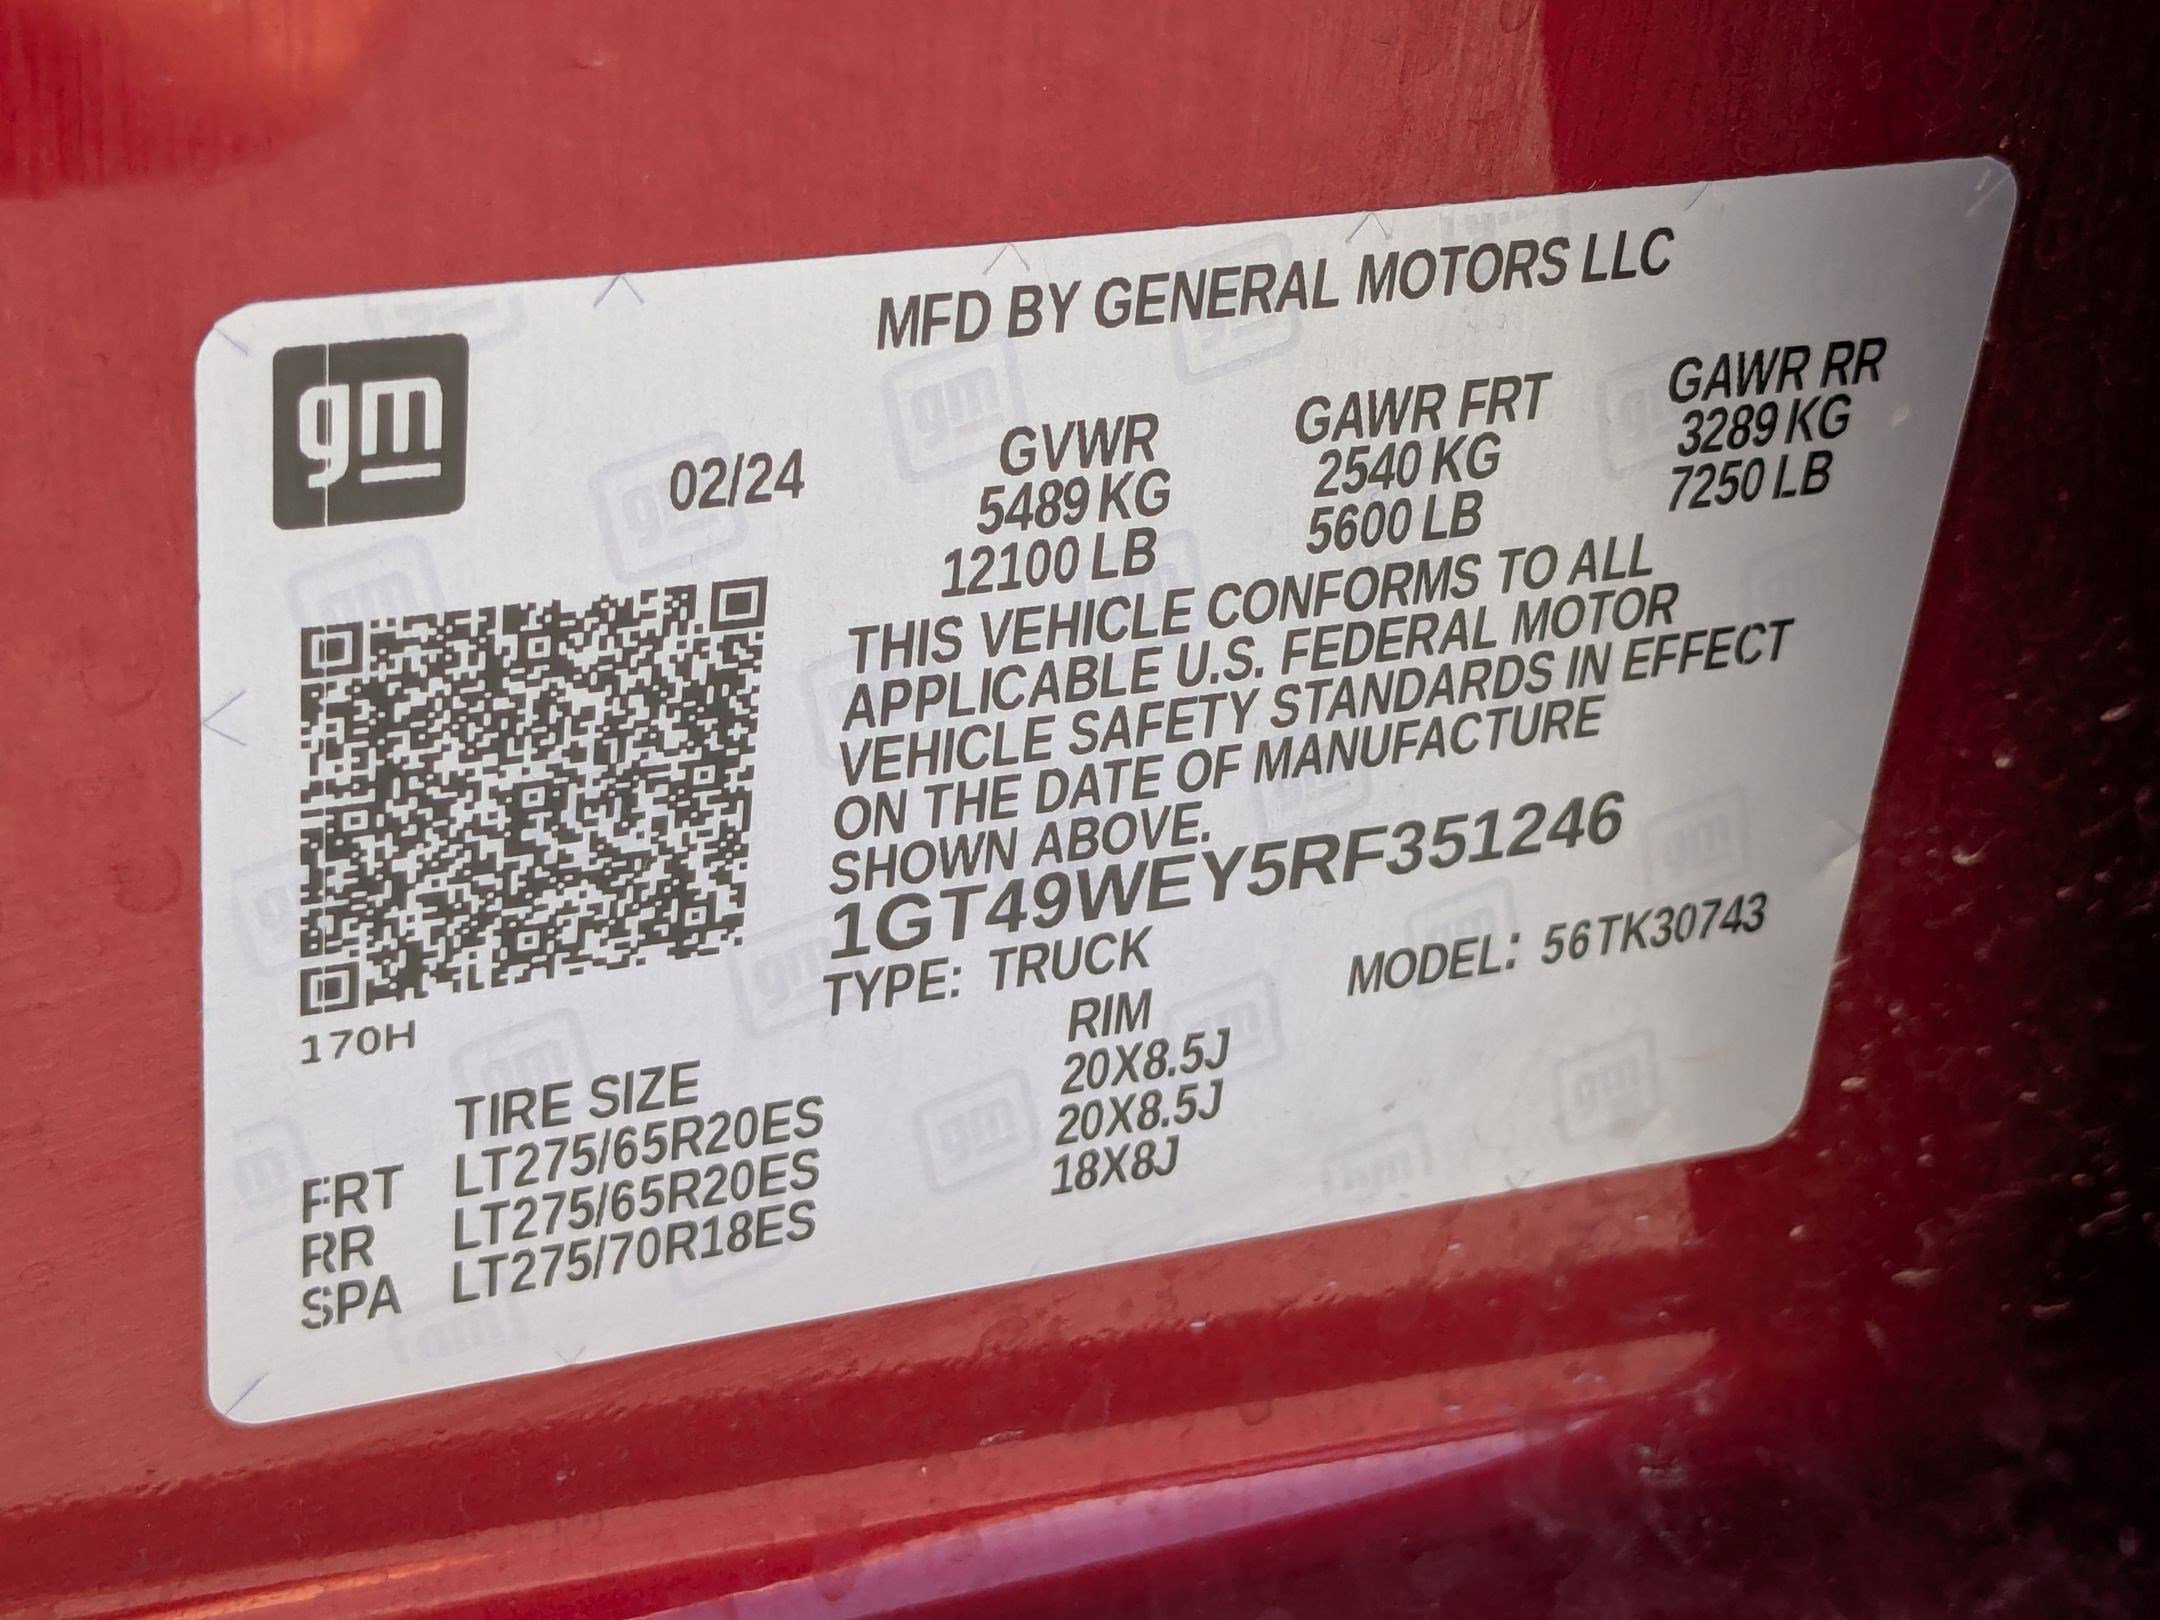 gm
MFD BY GENERAL MOTORS LLC
02/24
GVWR
5489 KG
12100 LB
GAWR FRT
2540 KG
5600 LB
GAWR RR
3289 KG
7250 LB
THIS VEHICLE CONFORMS TO ALL
APPLICABLE U.S. FEDERAL MOTOR
VEHICLE SAFETY STANDARDS IN EFFECT
ON THE DATE OF MANUFACTURE
SHOWN ABOVE.
1GT49WEY5RF351246
TYPE: TRUCK
MODEL: 56TK30743
170H
TIRE SIZE RIM
FRT LT275/65R20ES 20X8.5J
RR LT275/65R20ES 20X8.5J
SPA LT275/70R18ES 18X8J